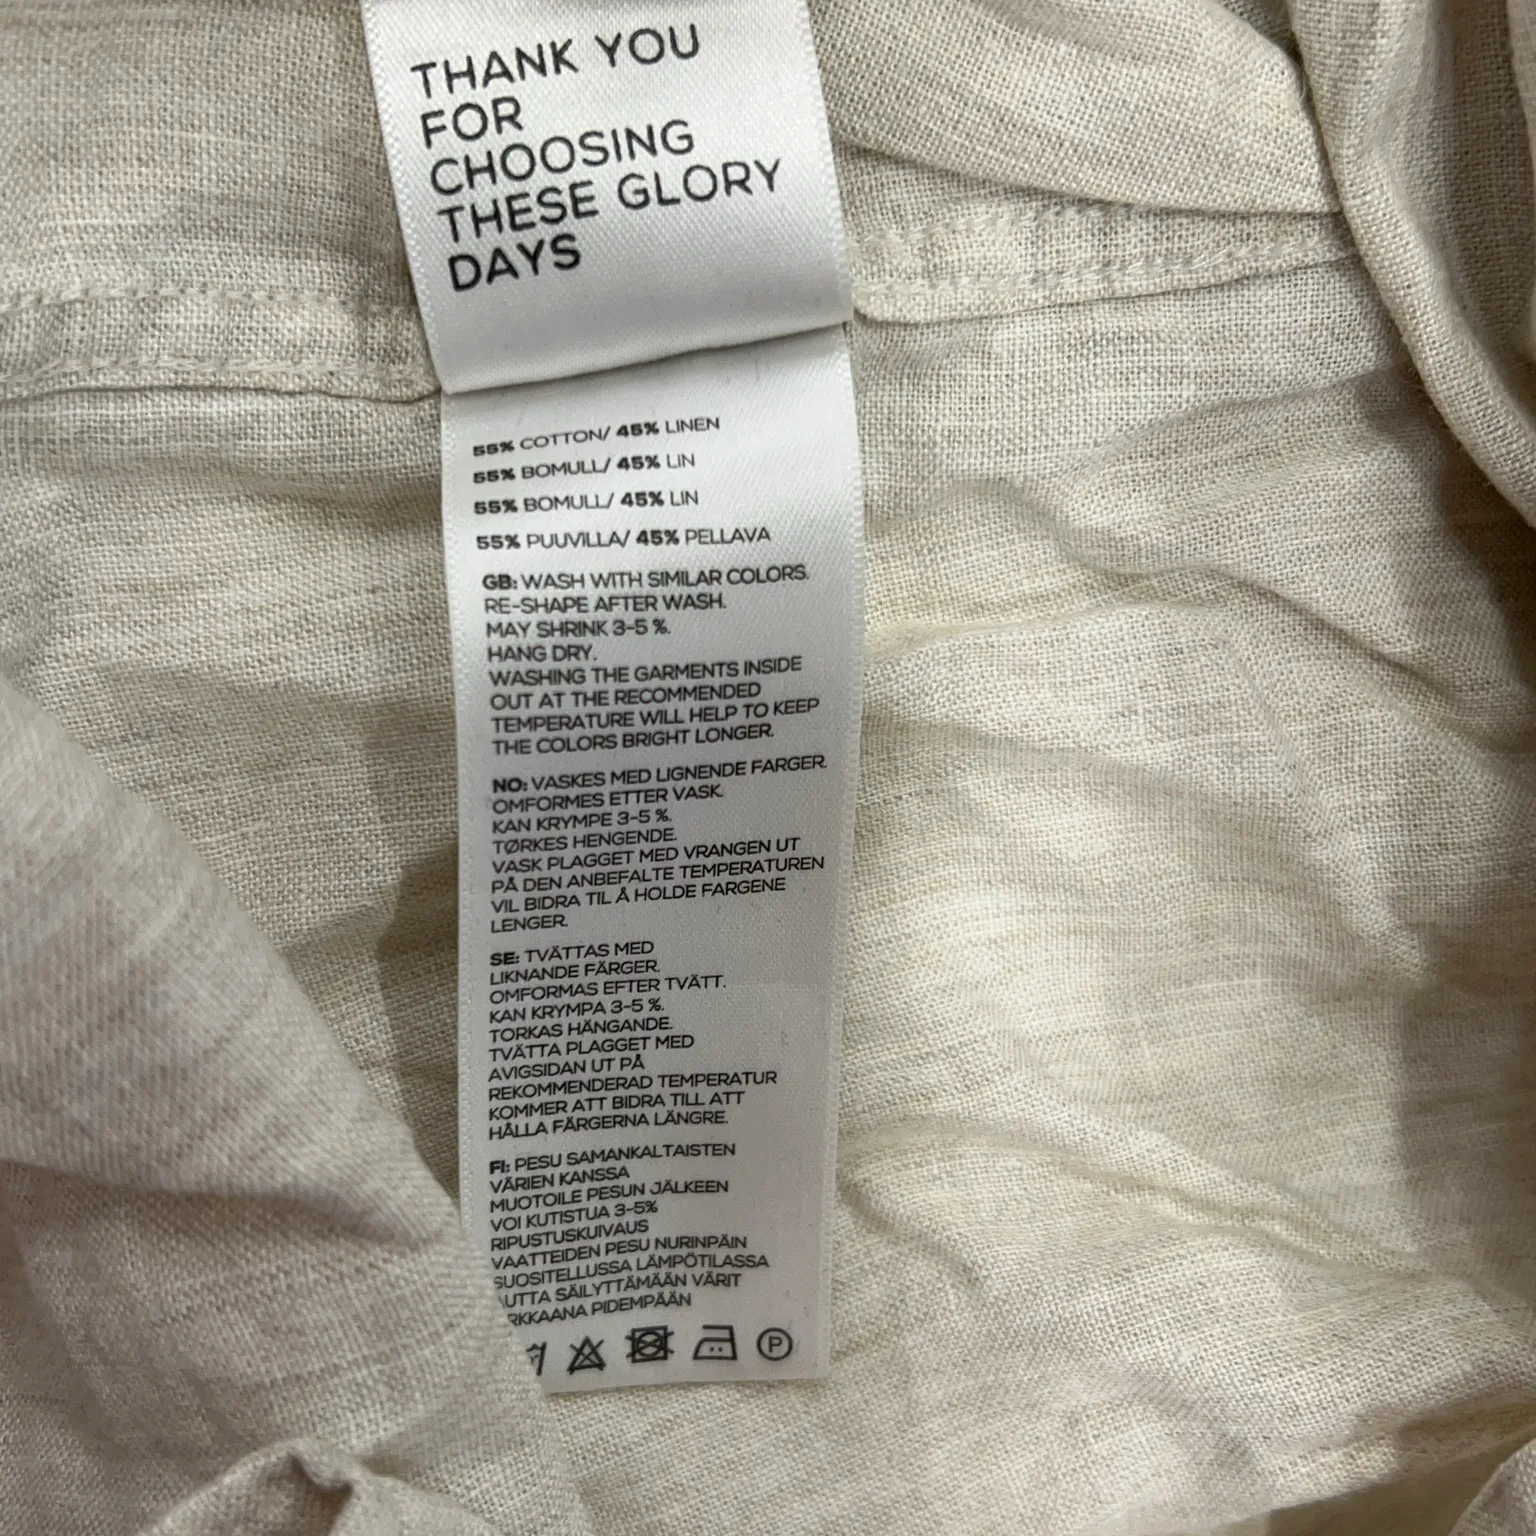 THANK YOU
FOR
CHOOSING
THESE GLORY
DAYS
55% COTTON/ 45% LINEN
55% BOMULL/ 45% LIN
55% BOMULL/ 45% LIN
55% PUUVILLA/ 45% PELLAVA
GB: WASH WITH SIMILAR COLORS.
RE-SHAPE AFTER WASH.
MAY SHRINK 3-5 %.
HANG DRY.
WASHING THE GARMENTS INSIDE
OUT AT THE RECOMMENDED
TEMPERATURE WILL HELP TO KEEP
THE COLORS BRIGHT LONGER.
NO: VASKES MED LIGNENDE FARGER.
OMFORMES ETTER VASK.
KAN KRYMPE 3-5 %.
TØRKES HENGENDE.
VASK PLAGGET MED VRANGEN UT
PÅ DEN ANBEFALTE TEMPERATUREN
VIL BIDRA TIL Å HOLDE FARGENE
LENGER.
SE: TVÄTTAS MED
LIKNANDE FÄRGER.
OMFORMAS EFTER TVÄTT.
KAN KRYMPA 3-5 %.
TORKAS HÄNGANDE.
TVÄTTA PLAGGET MED
AVIGSIDAN UT PÅ
REKOMMENDERAD TEMPERATUR
KOMMER ATT BIDRA TILL ATT
HÅLLA FÄRGERNA LÄNGRE.
FI: PESU SAMANKALTAISTEN
VÄRIEN KANSSA
MUOTOILE PESUN JÄLKEEN
VOI KUTISTUA 3-5%
RIPUSTUSKUIVAUS
VAATTEIDEN PESU NURINPÄIN
SUOSITELLUSSA LÄMPÖTILASSA
UTTA SÄILYTTÄMÄÄN VÄRIT
RKKAANA PIDEMPÄÄN
P